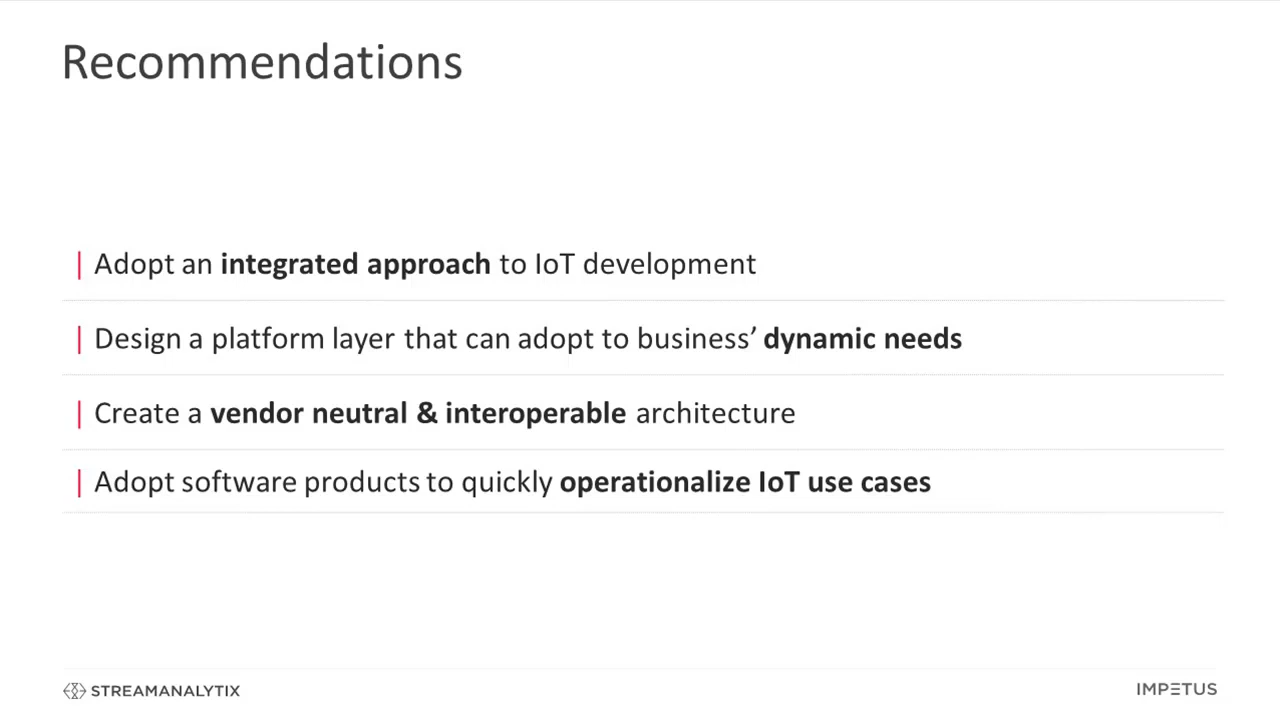 Recommendations
| Adopt an integrated approach to IoT development
| Design a platform layer that can adopt to business’ dynamic needs
| Create a vendor neutral & interoperable architecture
| Adopt software products to quickly operationalize IoT use cases
STREAMANALYTIX
IMPETUS